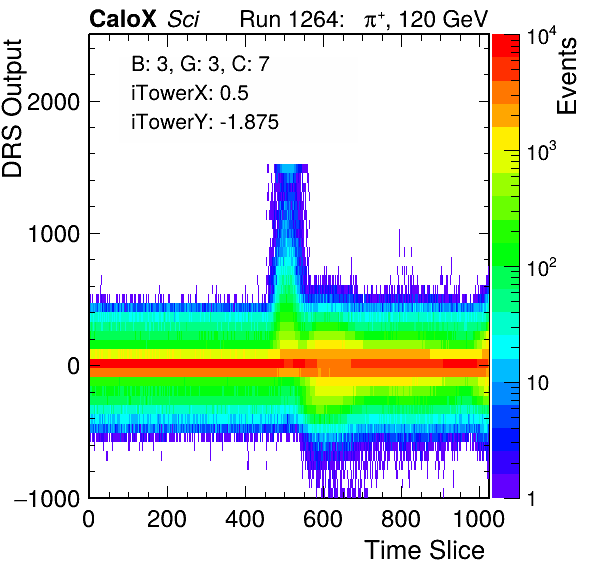 CaloX Sci Run 1264: π⁺, 120 GeV
B: 3, G: 3, C: 7
iTowerX: 0.5
iTowerY: -1.875
DRS Output
2000
1000
0
−1000
0 200 400 600 800 1000
Time Slice
Events
10⁴
10³
10²
10
1